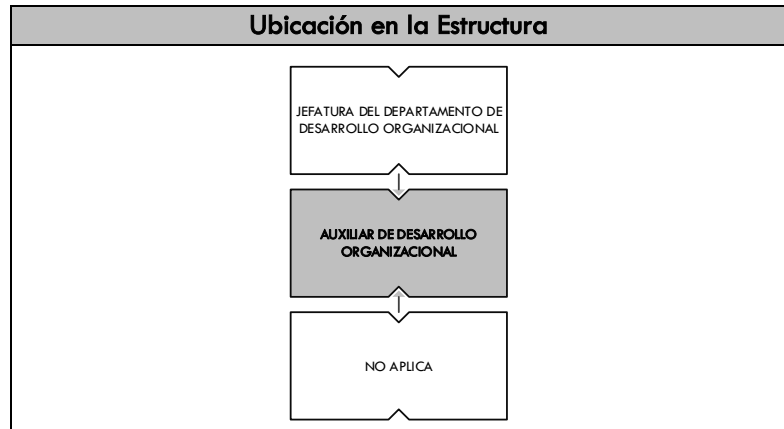 Ubicación en la Estructura
JEFATURA DEL DEPARTAMENTO DE
DESARROLLO ORGANIZACIONAL
AUXILIAR DE DESARROLLO
ORGANIZACIONAL
NO APLICA